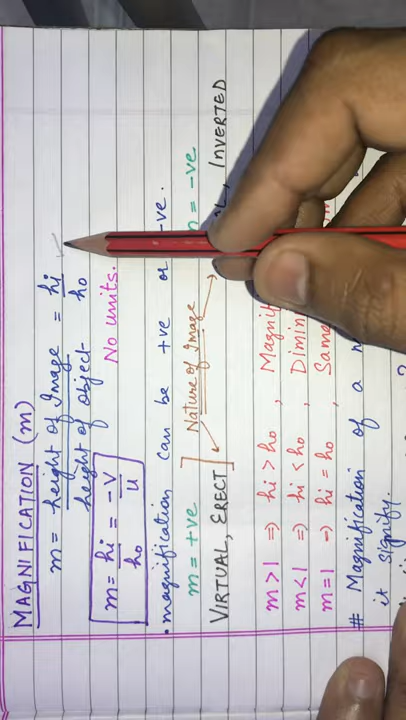 MAGNIFICATION (m)
m = height of Image = hi
height of object ho
m = hi = -v No units.
ho u
• magnification can be +ve or -ve.
m = +ve Nature of Image m = -ve
VIRTUAL, ERECT INVERTED
m>1 ⇒ hi > ho,
m<1 ⇒ hi < ho,
m=1 ⇒ hi = ho, Same
# Magnification of a
it signify.